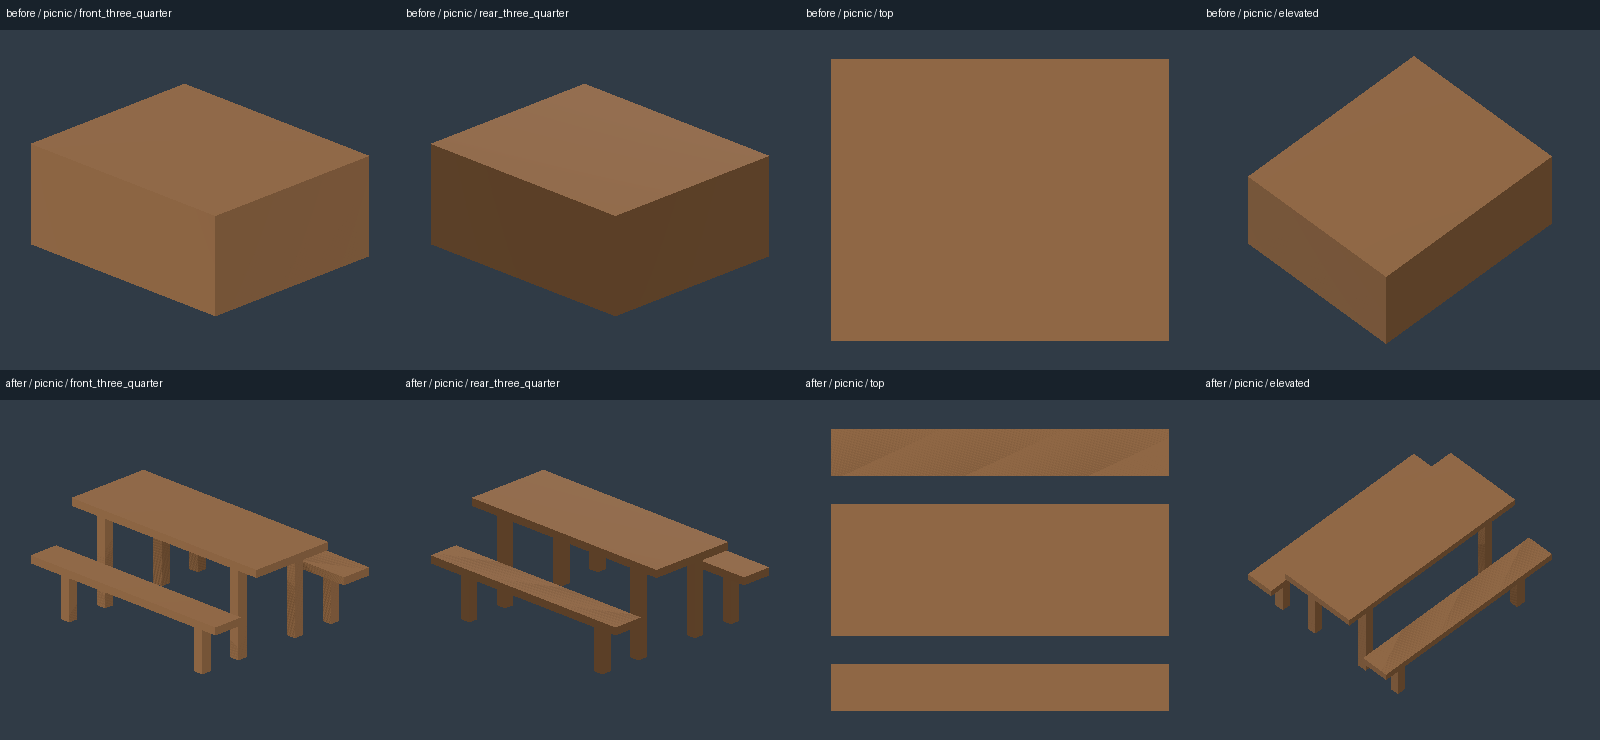 before / picnic / front_three_quarter
before / picnic / rear_three_quarter
before / picnic / top
before / picnic / elevated
after / picnic / front_three_quarter
after / picnic / rear_three_quarter
after / picnic / top
after / picnic / elevated